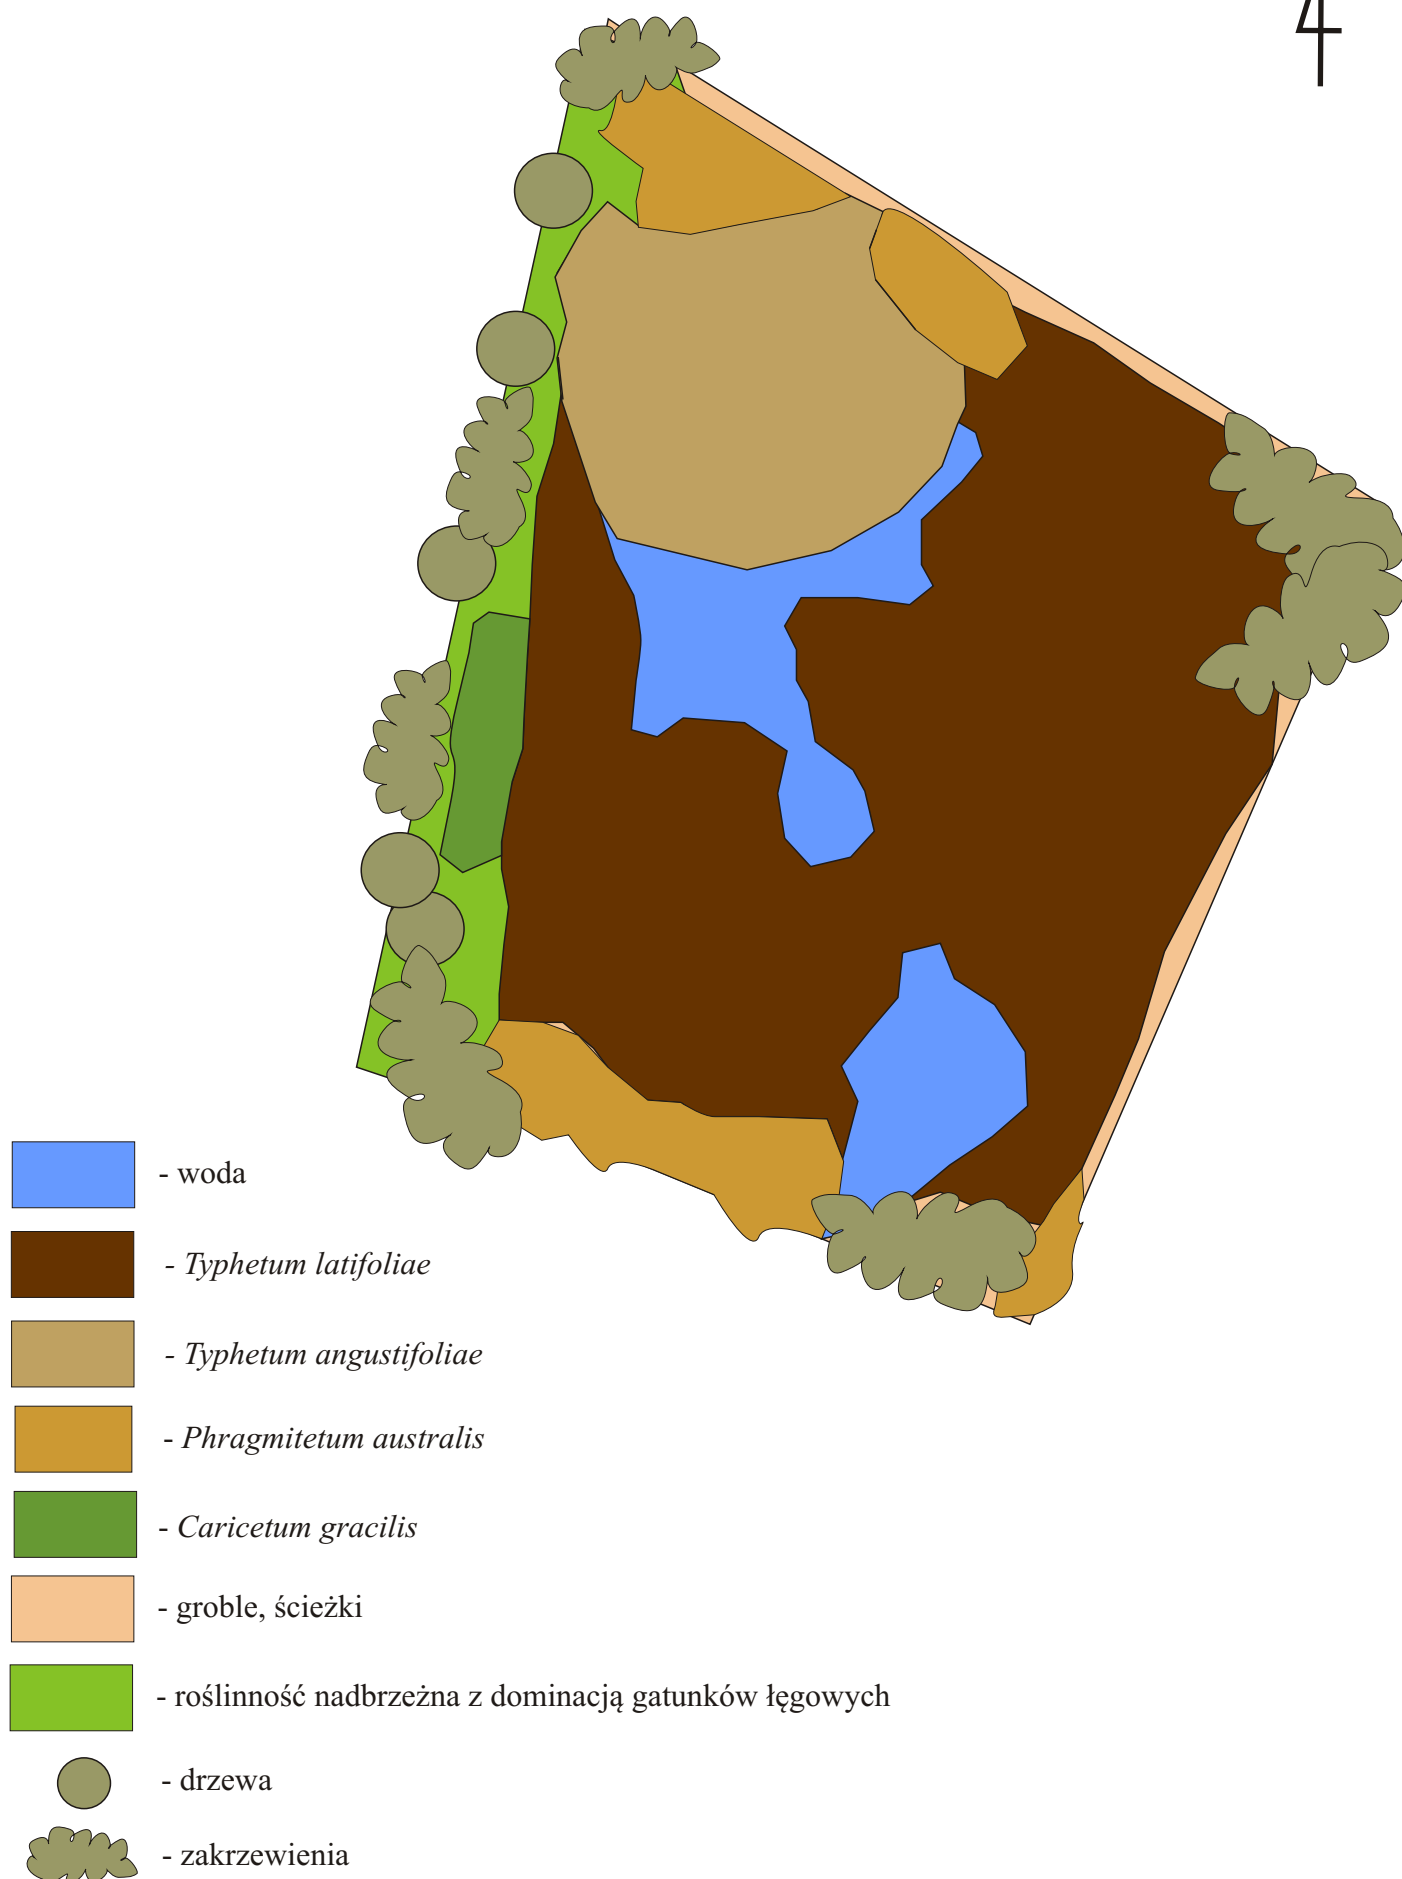 - woda
- Typhetum latifoliae
- Typhetum angustifoliae
- Phragmitetum australis
- Caricetum gracilis
- groble, ścieżki
- roślinność nadbrzeżna z dominacją gatunków łęgowych
- drzewa
- zakrzewienia